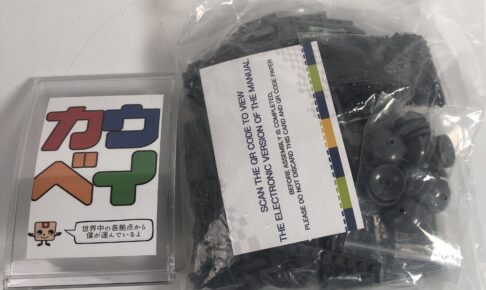 カウ
ベイ
世界中の各拠点から
僕が運んでいるよ
SCAN THE QR CODE TO VIEW
THE ELECTRONIC VERSION OF THE MANUAL
BEFORE ASSEMBLY IS COMPLETED,
PLEASE DO NOT DISCARD THIS CARD AND QR CODE PAPER